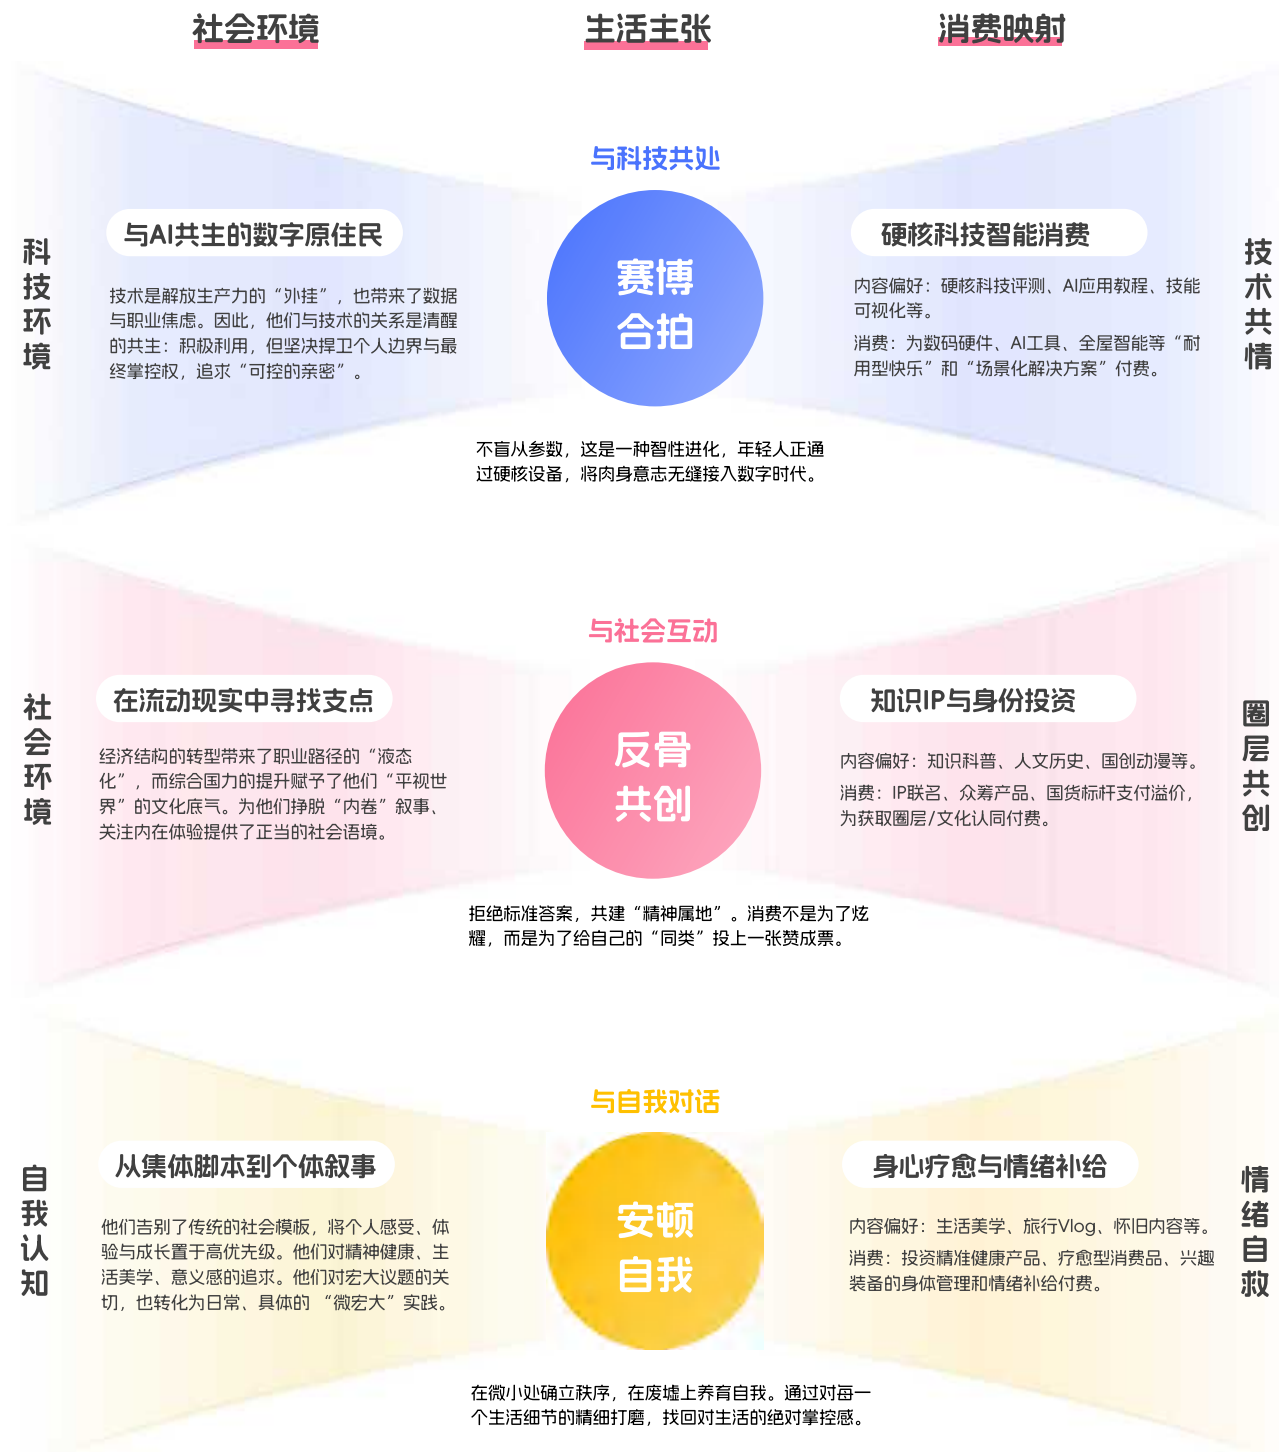 社会环境
生活主张
消费映射
科技环境
与AI共生的数字原住民
技术是解放生产力的“外挂”，也带来了数据
与职业焦虑。因此，他们与技术的关系是清醒
的共生：积极利用，但坚决捍卫个人边界与最
终掌控权，追求“可控的亲密”。
与科技共处
赛博
合拍
不盲从参数，这是一种智性进化，年轻人正通
过硬核设备，将肉身意志无缝接入数字时代。
硬核科技智能消费
内容偏好：硬核科技评测、AI应用教程、技能
可视化等。
消费：为数码硬件、AI工具、全屋智能等“耐
用型快乐”和“场景化解决方案”付费。
技术共情
社会环境
在流动现实中寻找支点
经济结构的转型带来了职业路径的“液态
化”，而综合国力的提升赋予了他们“平视世
界”的文化底气。为他们挣脱“内卷”叙事、
关注内在体验提供了正当的社会语境。
与社会互动
反骨
共创
拒绝标准答案，共建“精神属地”。消费不是为了炫
耀，而是为了给自己的“同类”投上一张赞成票。
知识IP与身份投资
内容偏好：知识科普、人文历史、国创动漫等。
消费：IP联名、众筹产品、国货标杆支付溢价，
为获取圈层/文化认同付费。
圈层共创
自我认知
从集体脚本到个体叙事
他们告别了传统的社会模板，将个人感受、体
验与成长置于高优先级。他们对精神健康、生
活美学、意义感的追求。他们对宏大议题的关
切，也转化为日常、具体的 “微宏大”实践。
与自我对话
安顿
自我
在微小处确立秩序，在废墟上养育自我。通过对每一
个生活细节的精细打磨，找回对生活的绝对掌控感。
身心疗愈与情绪补给
内容偏好：生活美学、旅行Vlog、怀旧内容等。
消费：投资精准健康产品、疗愈型消费品、兴趣
装备的身体管理和情绪补给付费。
情绪自救